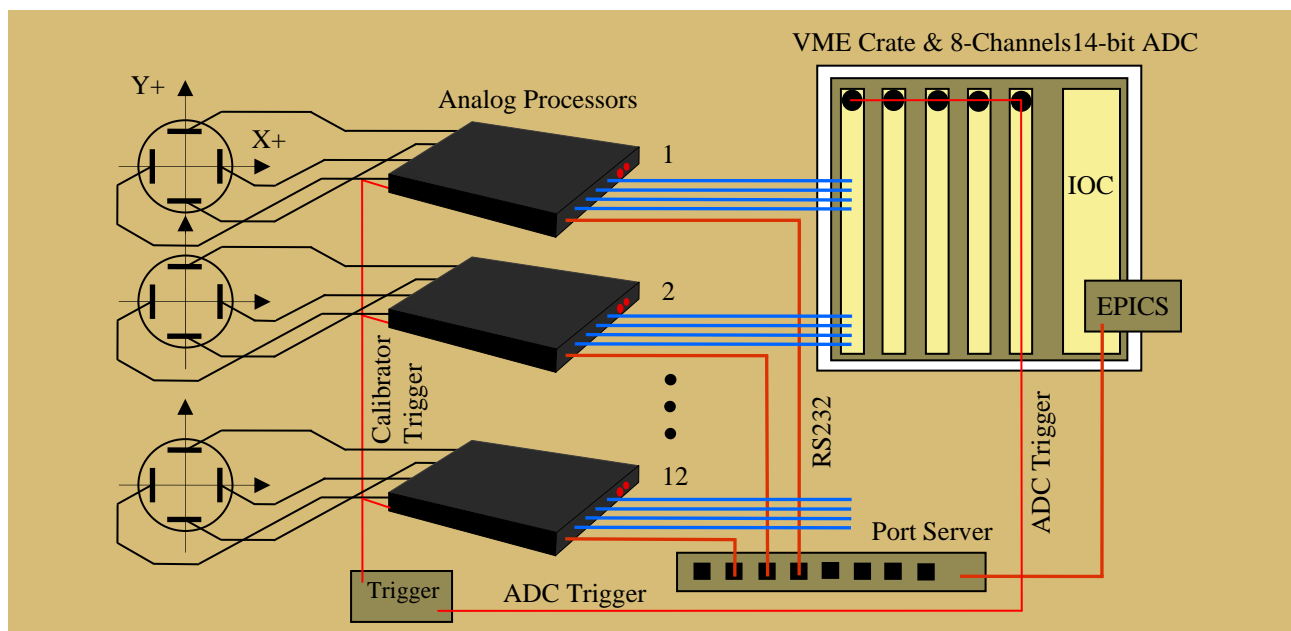 VME Crate & 8-Channels14-bit ADC
Y+
Analog Processors
X+
1
IOC
2
EPICS
Calibrator
Trigger
RS232
ADC Trigger
12
Port Server
Trigger
ADC Trigger